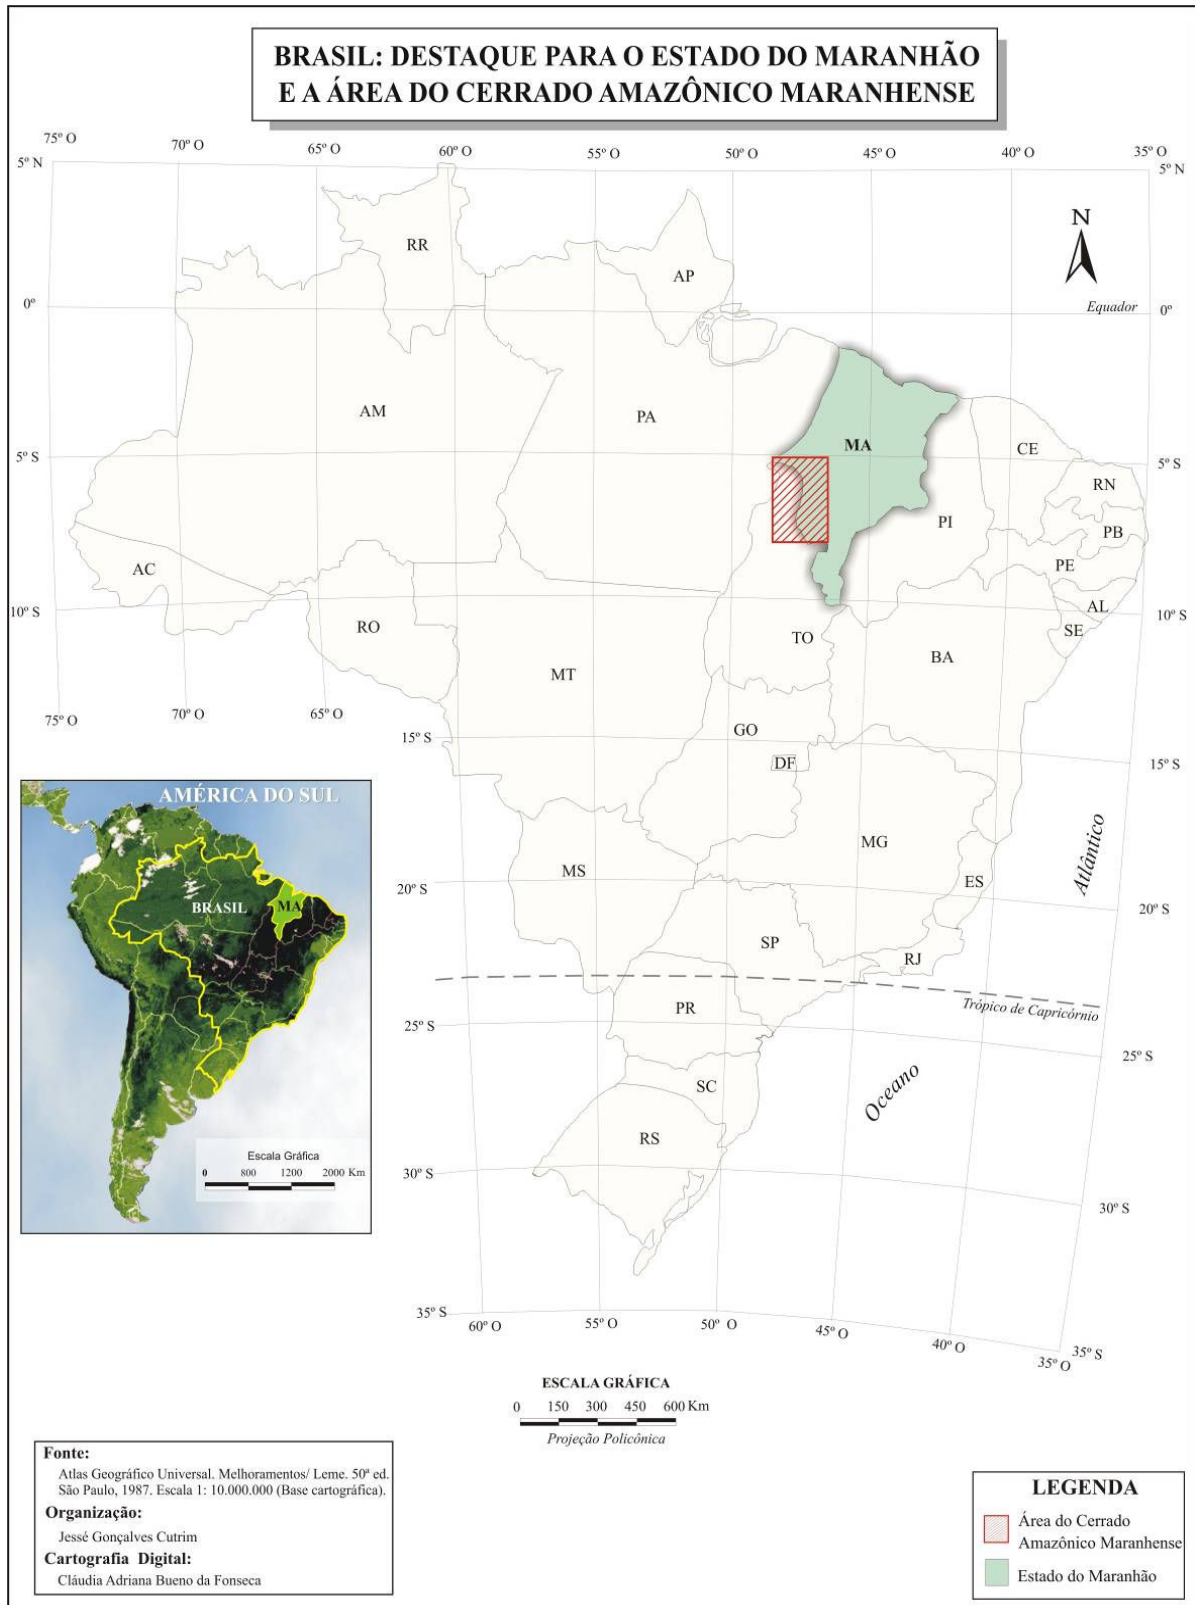 BRASIL: DESTAQUE PARA O ESTADO DO MARANHÃO
E A ÁREA DO CERRADO AMAZÔNICO MARANHENSE
75º O
70º O
65º O
60º O
55º O
50º O
45º O
40º O
35º O
5º N
5º N
N
RR
AP
0º
Equador
0º
AM
PA
MA
CE
5º S
5º S
RN
PI
PB
PE
AC
AL
10º S
10º S
RO
SE
TO
BA
MT
75º O
70º O
65º O
GO
15º S
DF
15º S
AMÉRICA DO SUL
BRASIL
MA
Escala Gráfica
0 800 1200 2000 Km
MG
Atlântico
MS
ES
20º S
20º S
SP
RJ
Trópico de Capricórnio
PR
25º S
25º S
SC
Oceano
RS
30º S
30º S
35º S
60º O
55º O
50º O
45º O
40º O
35º O
35º S
ESCALA GRÁFICA
0 150 300 450 600 Km
Projeção Policônica
Fonte:
Atlas Geográfico Universal. Melhoramentos/ Leme. 50ª ed.
São Paulo, 1987. Escala 1: 10.000.000 (Base cartográfica).
Organização:
Jessé Gonçalves Cutrim
Cartografia Digital:
Cláudia Adriana Bueno da Fonseca
LEGENDA
Área do Cerrado
Amazônico Maranhense
Estado do Maranhão